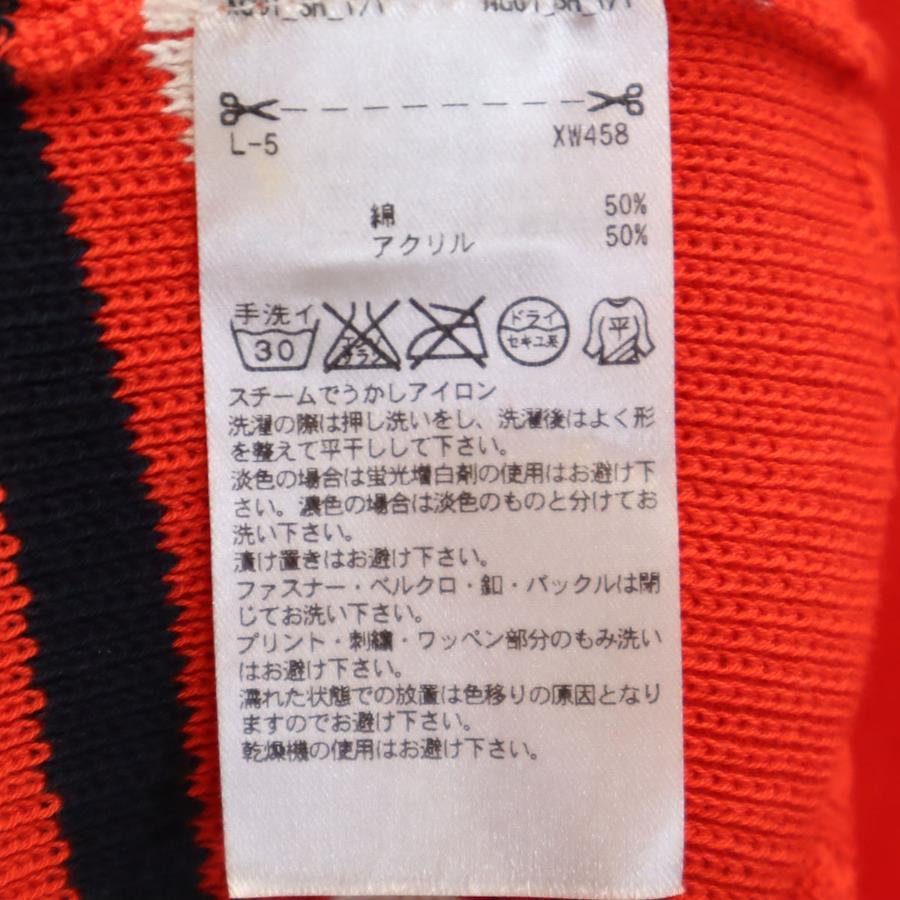 L-5 XW458
綿 50%
アクリル 50%
手洗イ
30
ドライ
セキユ系
平
スチームでうかしアイロン
洗濯の際は押し洗いをし、洗濯後はよく形
を整えて平干しして下さい。
淡色の場合は蛍光増白剤の使用はお避け下
さい。濃色の場合は淡色のものと分けてお
洗い下さい。
漬け置きはお避け下さい。
ファスナー・ベルクロ・釦・バックルは閉
じてお洗い下さい。
プリント・刺繍・ワッペン部分のもみ洗い
はお避け下さい。
濡れた状態での放置は色移りの原因となり
ますのでお避け下さい。
乾燥機の使用はお避け下さい。